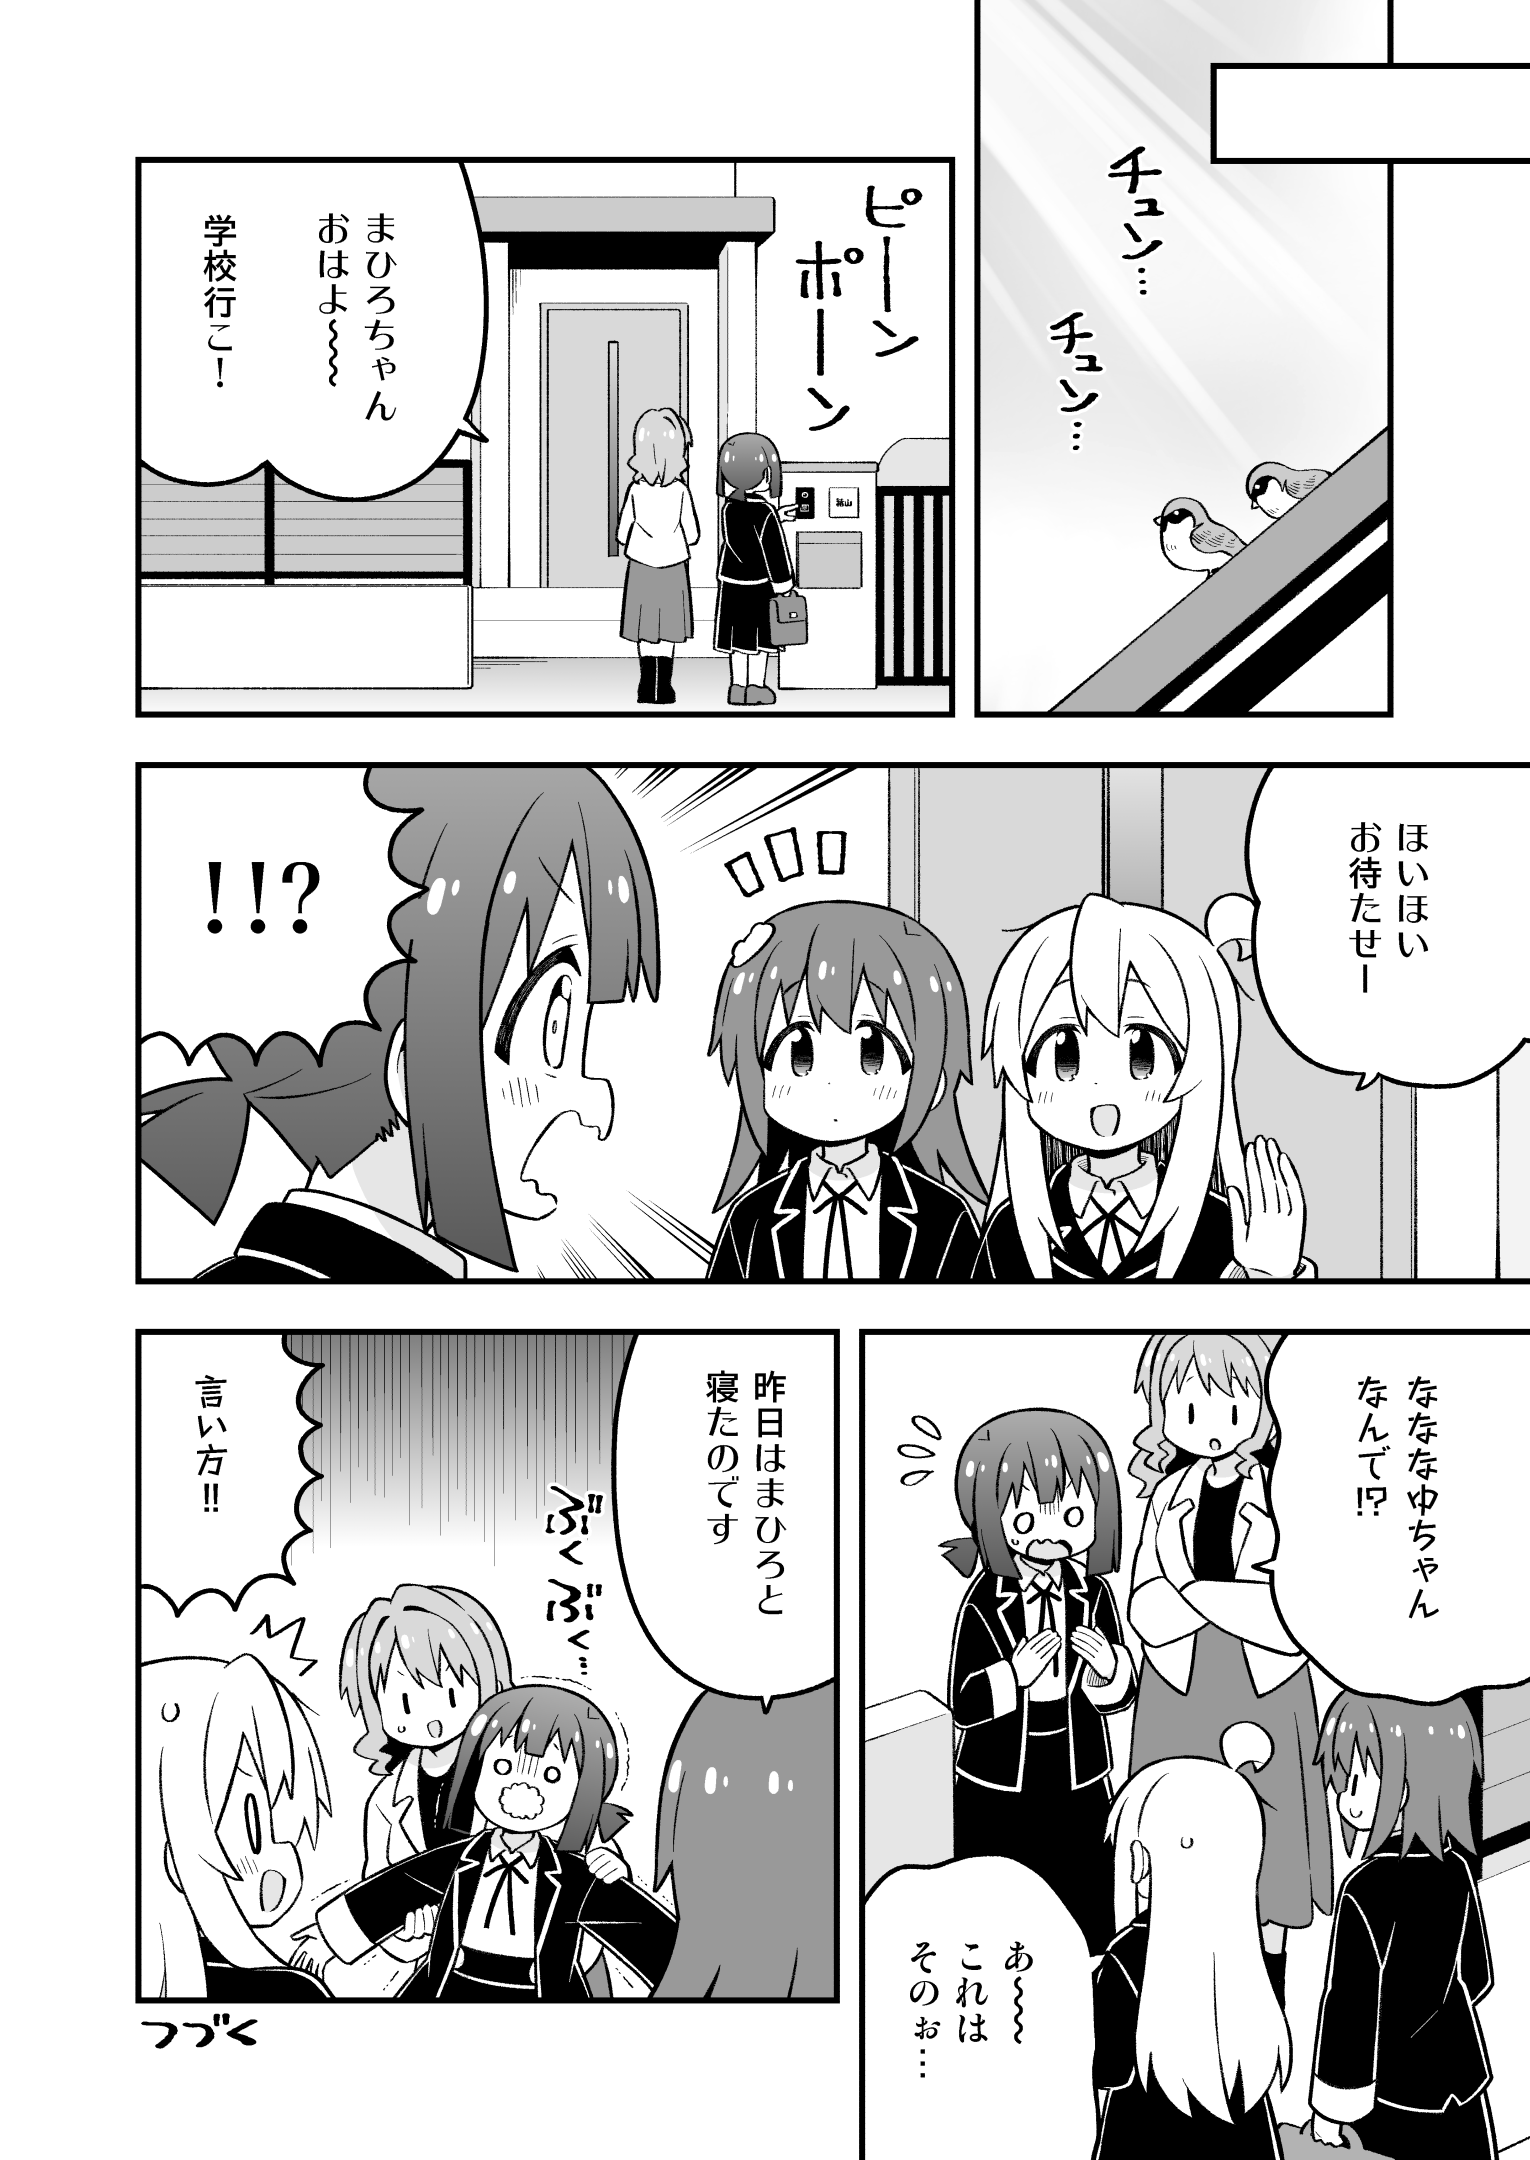 チュン…
チュン…
ピーン
ポーン
まひろちゃん
おはよ〜〜〜
学校行こ！
ほいほい
お待たせー
！！？
なななゆちゃん
なんで⁉
あ〜〜〜
これは
そのぉ…
昨日はまひろと
寝たのです
ぶくぶく…
言い方‼
つづく